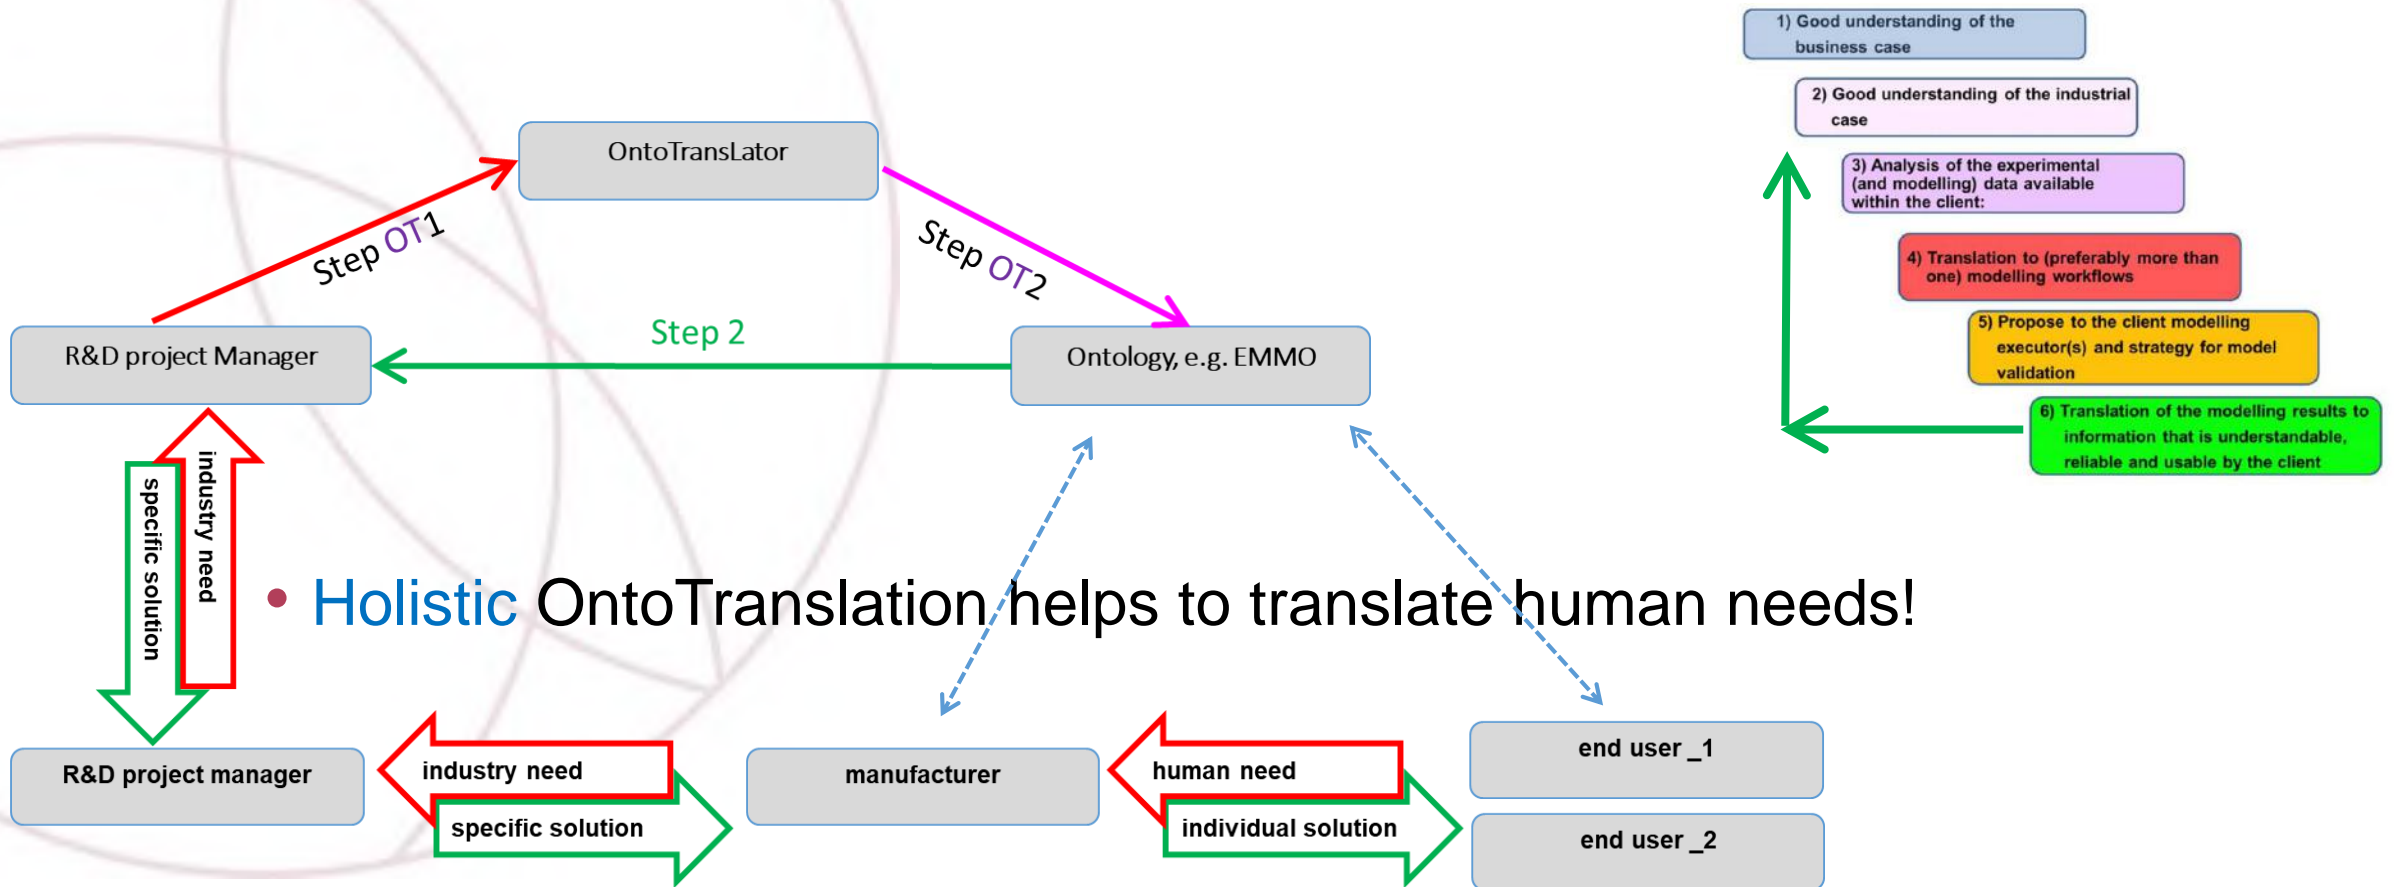 1) Good understanding of the
business case
2) Good understanding of the industrial
case
3) Analysis of the experimental
(and modelling) data available
within the client:
4) Translation to (preferably more than
one) modelling workflows
5) Propose to the client modelling
executor(s) and strategy for model
validation
6) Translation of the modelling results to
information that is understandable,
reliable and usable by the client
OntoTransLator
Step OT1
Step OT2
Step 2
R&D project Manager
Ontology, e.g. EMMO
industry need
specific solution
• Holistic OntoTranslation helps to translate human needs!
R&D project manager
industry need
specific solution
manufacturer
human need
individual solution
end user _1
end user _2